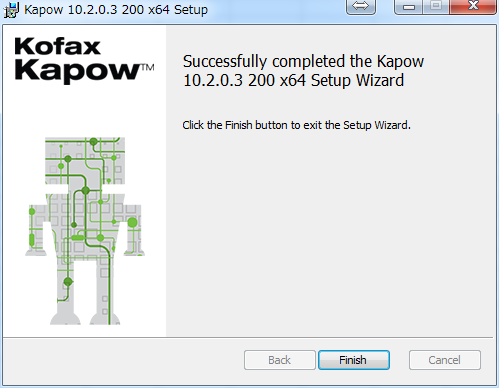 Kapow 10.2.0.3 200 x64 Setup
Kofax
Kapow™
Successfully completed the Kapow
10.2.0.3 200 x64 Setup Wizard
Click the Finish button to exit the Setup Wizard.
Back
Finish
Cancel